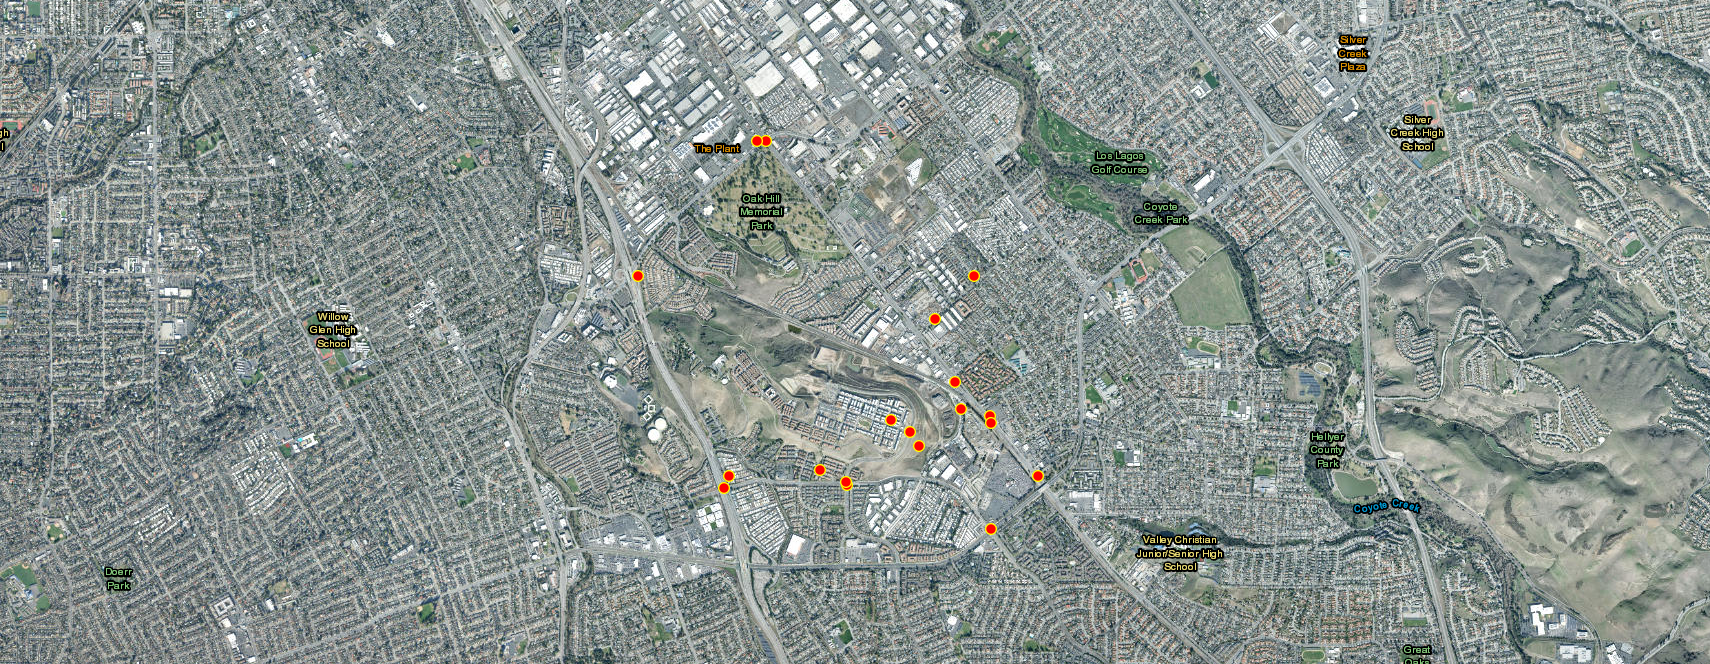 Silver
Creek
Plaza
gh
l
Silver
Creek High
School
The Plant
Los Lagos
Golf Course
Oak Hill
Memorial
Park
Coyote
Creek Park
Willow
Glen High
School
Hellyer
County
Park
Coyote Creek
Valley Christian
Junior/Senior High
School
Doerr
Park
Great
Oaks